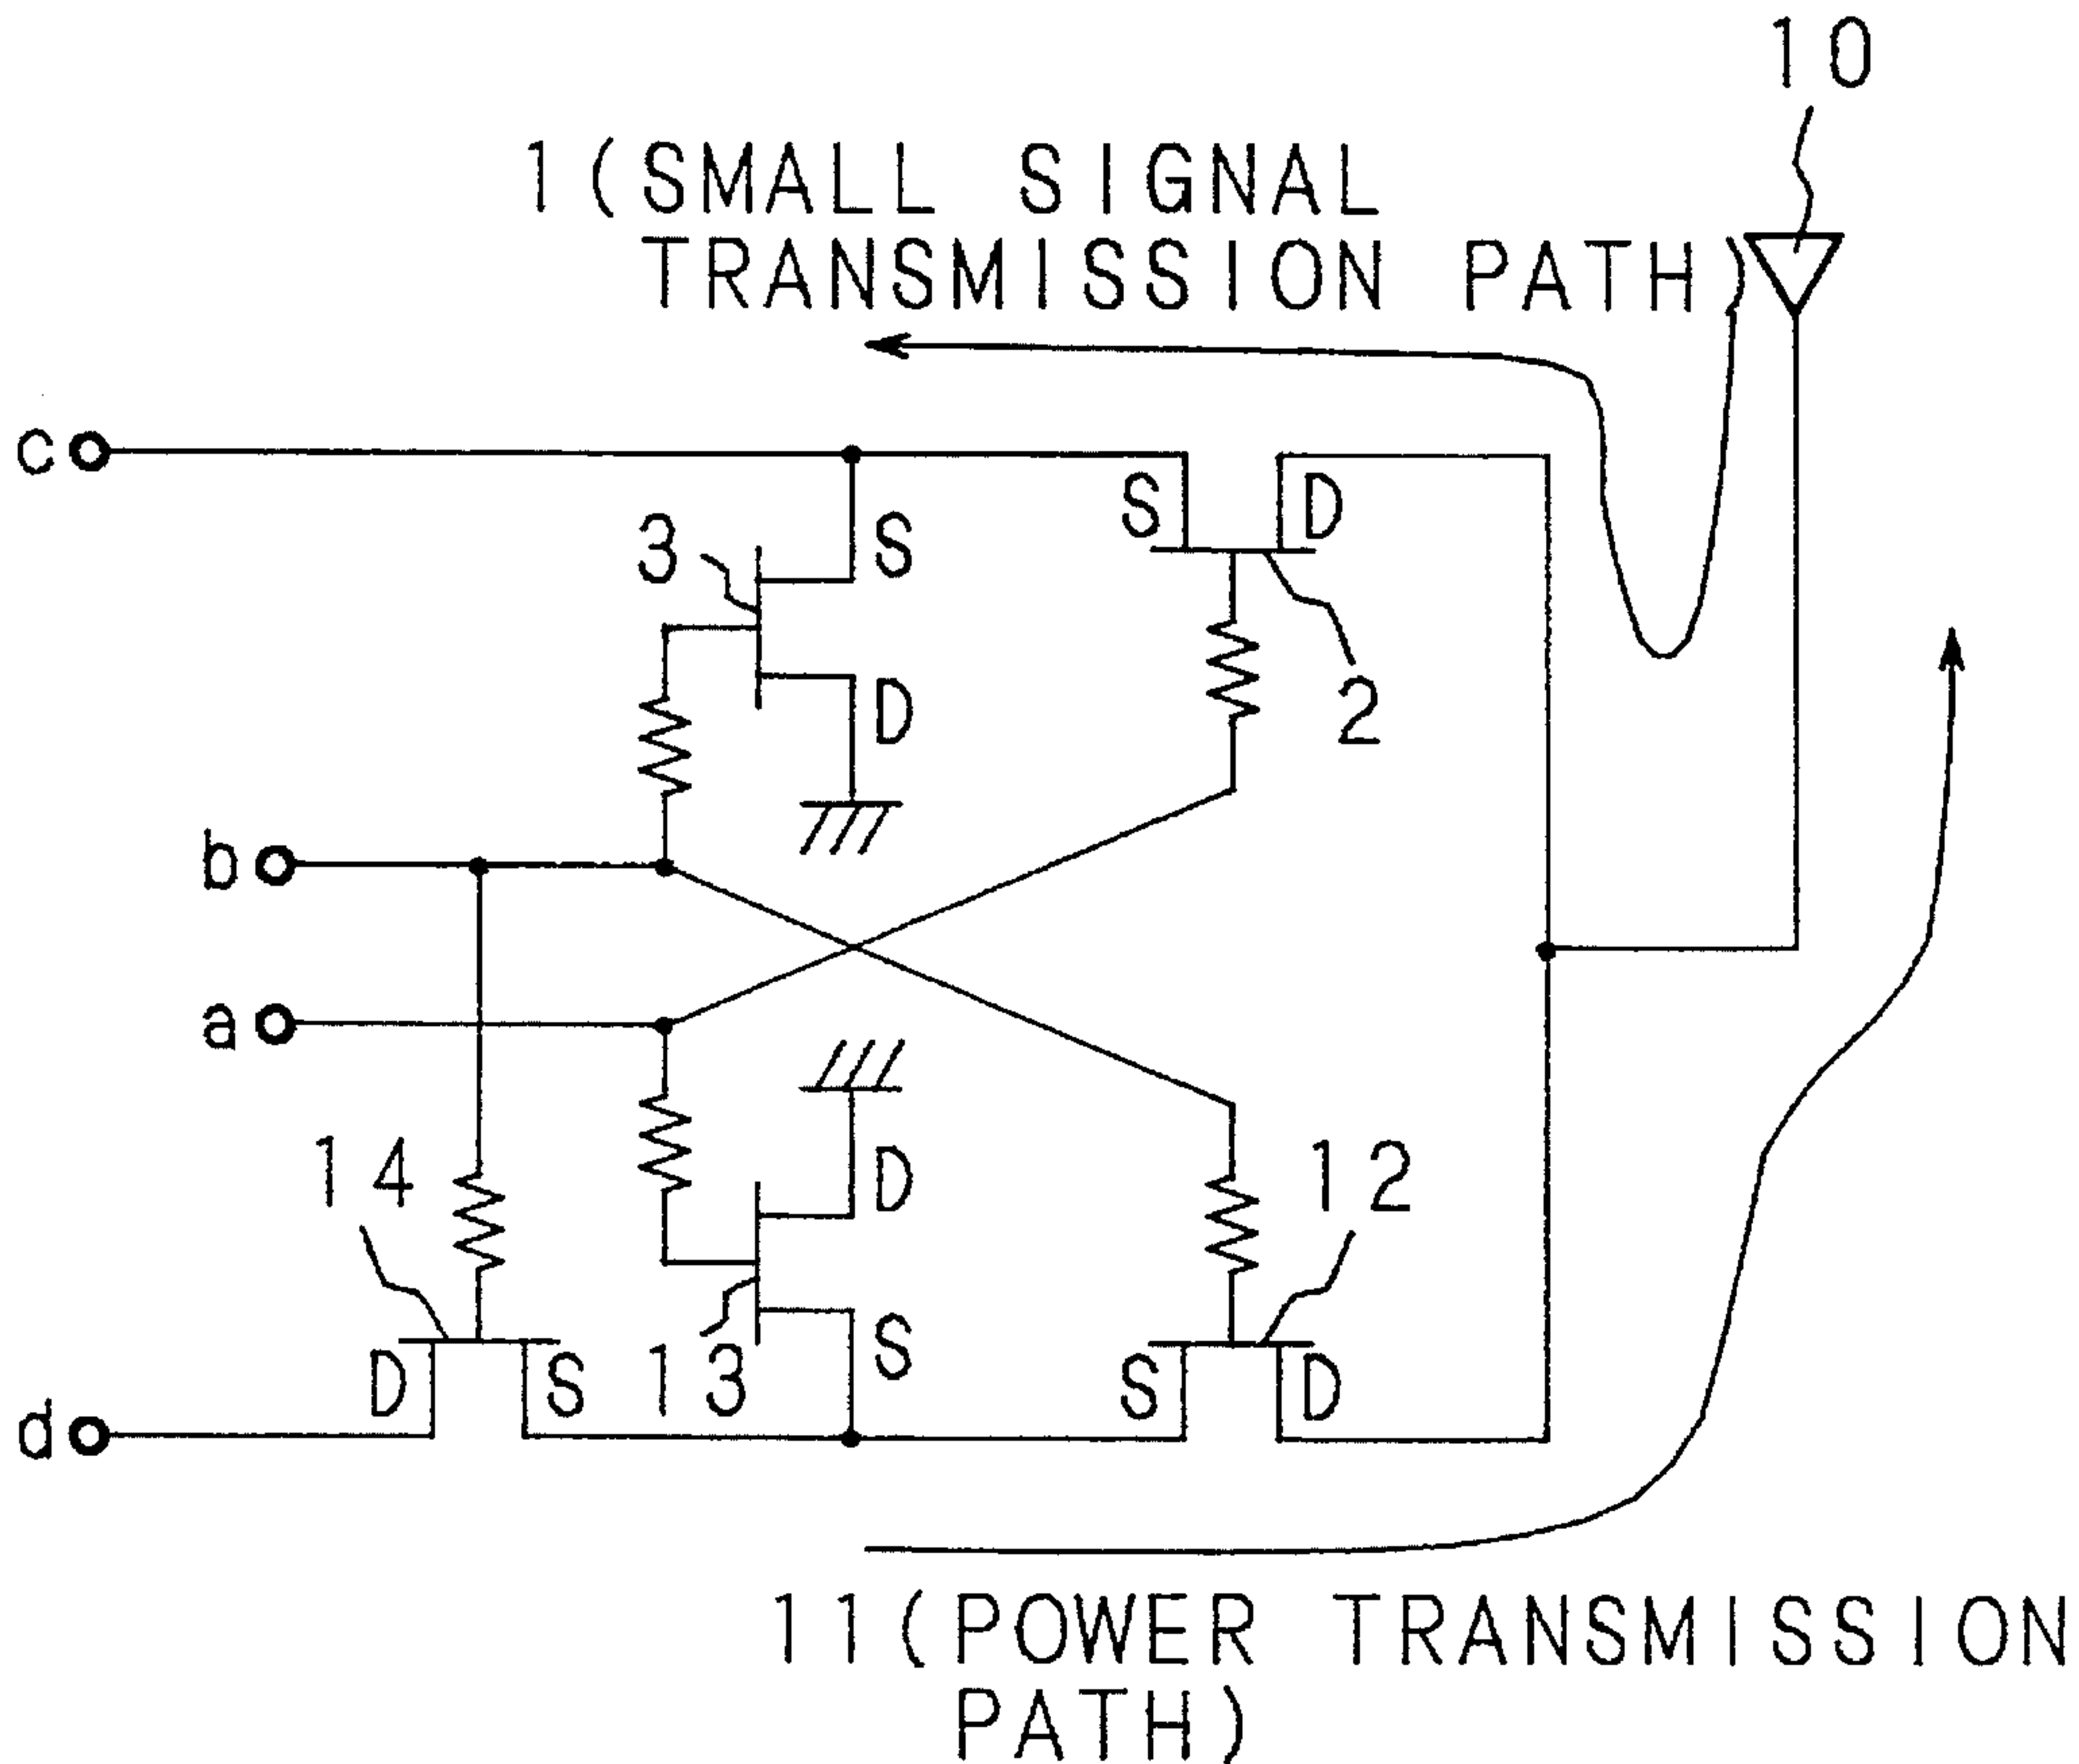 10
1(SMALL SIGNAL
TRANSMISSION PATH)
c
S D
3 S
2
D
b
a
14 D 12
D S 13 S S D
d
11(POWER TRANSMISSION
PATH)